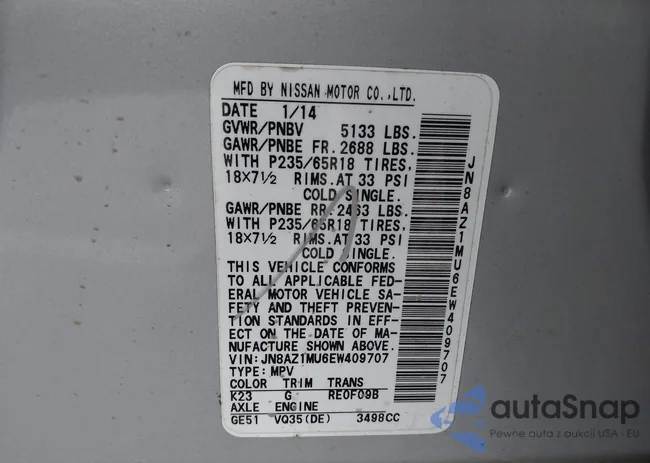 MFD BY NISSAN MOTOR CO.,LTD.
DATE 1/14
GVWR/PNBV 5133 LBS.
GAWR/PNBE FR. 2688 LBS.
WITH P235/65R18 TIRES,
18×7½ RIMS.AT 33 PSI
COLD SINGLE.
GAWR/PNBE RR. 2463 LBS.
WITH P235/65R18 TIRES,
18×7½ RIMS.AT 33 PSI
COLD SINGLE.
THIS VEHICLE CONFORMS
TO ALL APPLICABLE FED-
ERAL MOTOR VEHICLE SA-
FETY AND THEFT PREVEN-
TION STANDARDS IN EFF-
ECT ON THE DATE OF MA-
NUFACTURE SHOWN ABOVE.
VIN:JN8AZ1MU6EW409707
TYPE: MPV
COLOR TRIM TRANS
K23 G RE0F09B
AXLE ENGINE
GE51 VQ35(DE) 3498CC
JN8AZ1MU6EW409707
autaSnap
Pewne auta z aukcji USA - EU